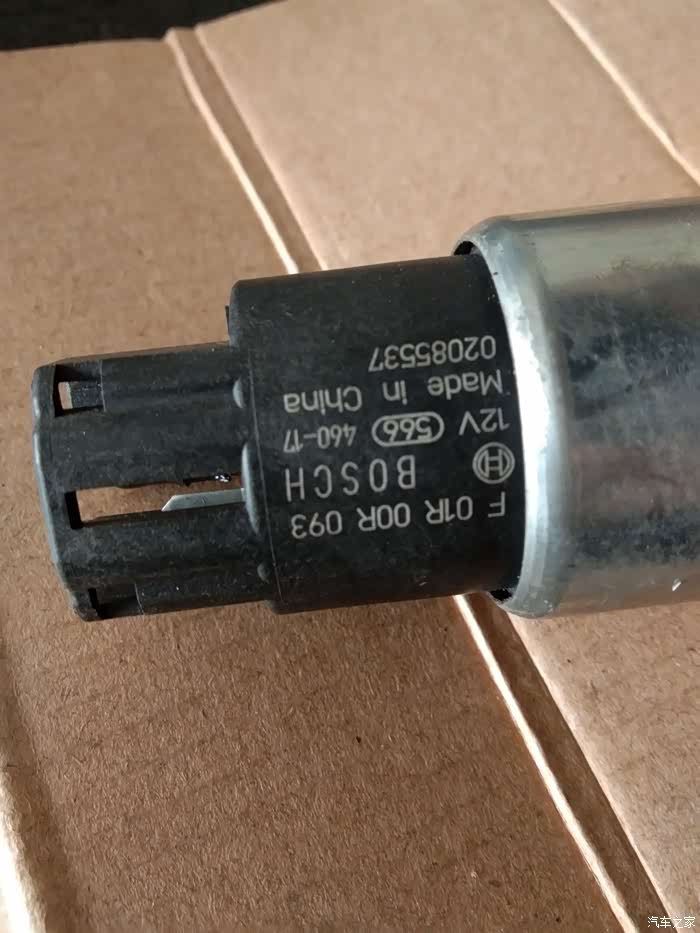 F 01R 00R 093
BOSCH
12V 566 460-17
Made in China
02085537
汽车之家